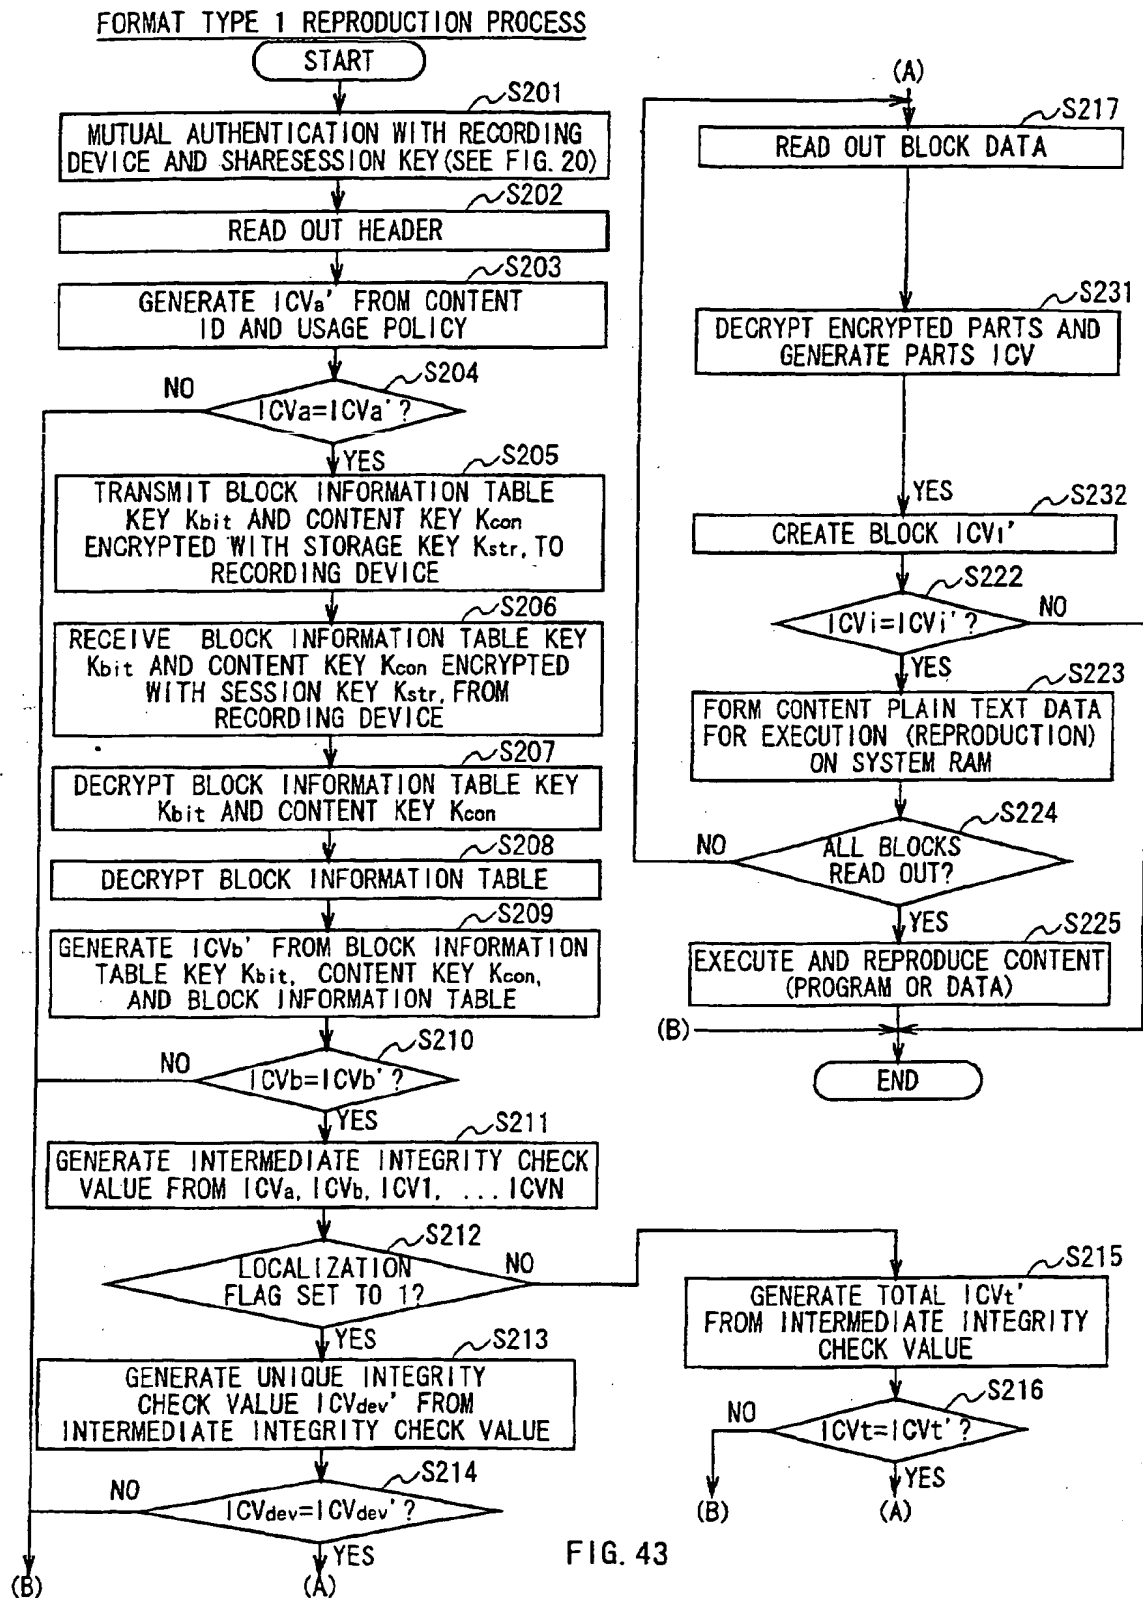 FORMAT TYPE 1 REPRODUCTION PROCESS
START
S201
MUTUAL AUTHENTICATION WITH RECORDING
DEVICE AND SHARESESSION KEY(SEE FIG. 20)
S202
READ OUT HEADER
S203
GENERATE ICVa' FROM CONTENT
ID AND USAGE POLICY
S204
NO
ICVa=ICVa'?
YES
S205
TRANSMIT BLOCK INFORMATION TABLE
KEY Kbit AND CONTENT KEY Kcon
ENCRYPTED WITH STORAGE KEY Kstr, TO
RECORDING DEVICE
S206
RECEIVE BLOCK INFORMATION TABLE KEY
Kbit AND CONTENT KEY Kcon ENCRYPTED
WITH SESSION KEY Kstr, FROM
RECORDING DEVICE
S207
DECRYPT BLOCK INFORMATION TABLE KEY
Kbit AND CONTENT KEY Kcon
S208
DECRYPT BLOCK INFORMATION TABLE
S209
GENERATE ICVb' FROM BLOCK INFORMATION
TABLE KEY Kbit, CONTENT KEY Kcon,
AND BLOCK INFORMATION TABLE
S210
NO
ICVb=ICVb'?
YES
S211
GENERATE INTERMEDIATE INTEGRITY CHECK
VALUE FROM ICVa, ICVb, ICV1, ...ICVN
S212
LOCALIZATION
FLAG SET TO 1?
NO
YES
S213
GENERATE UNIQUE INTEGRITY
CHECK VALUE ICVdev' FROM
INTERMEDIATE INTEGRITY CHECK VALUE
S214
NO
ICVdev=ICVdev'?
YES
(B)
(A)
(A)
S217
READ OUT BLOCK DATA
S231
DECRYPT ENCRYPTED PARTS AND
GENERATE PARTS ICV
YES
S232
CREATE BLOCK ICVi'
S222
ICVi=ICVi'?
NO
YES
S223
FORM CONTENT PLAIN TEXT DATA
FOR EXECUTION (REPRODUCTION)
ON SYSTEM RAM
S224
NO
ALL BLOCKS
READ OUT?
YES
S225
EXECUTE AND REPRODUCE CONTENT
(PROGRAM OR DATA)
(B)
END
S215
GENERATE TOTAL ICVt'
FROM INTERMEDIATE INTEGRITY
CHECK VALUE
S216
NO
ICVt=ICVt'?
YES
(B)
(A)
FIG. 43